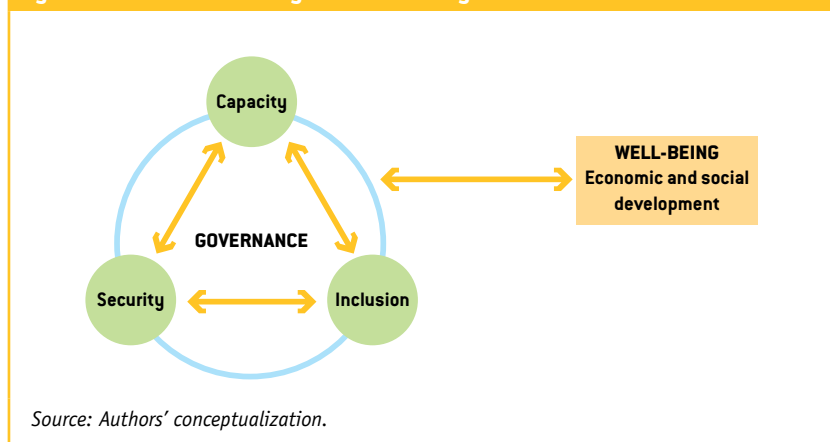 Capacity
WELL-BEING
Economic and social
development
GOVERNANCE
Security
Inclusion
Source: Authors' conceptualization.